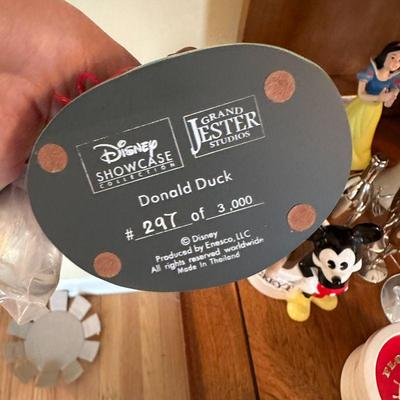 Disney
SHOWCASE
COLLECTION
GRAND
JESTER
STUDIOS
Donald Duck
# 297 of 3,000
© Disney
Produced by Enesco, LLC
All rights reserved worldwide
Made in Thailand